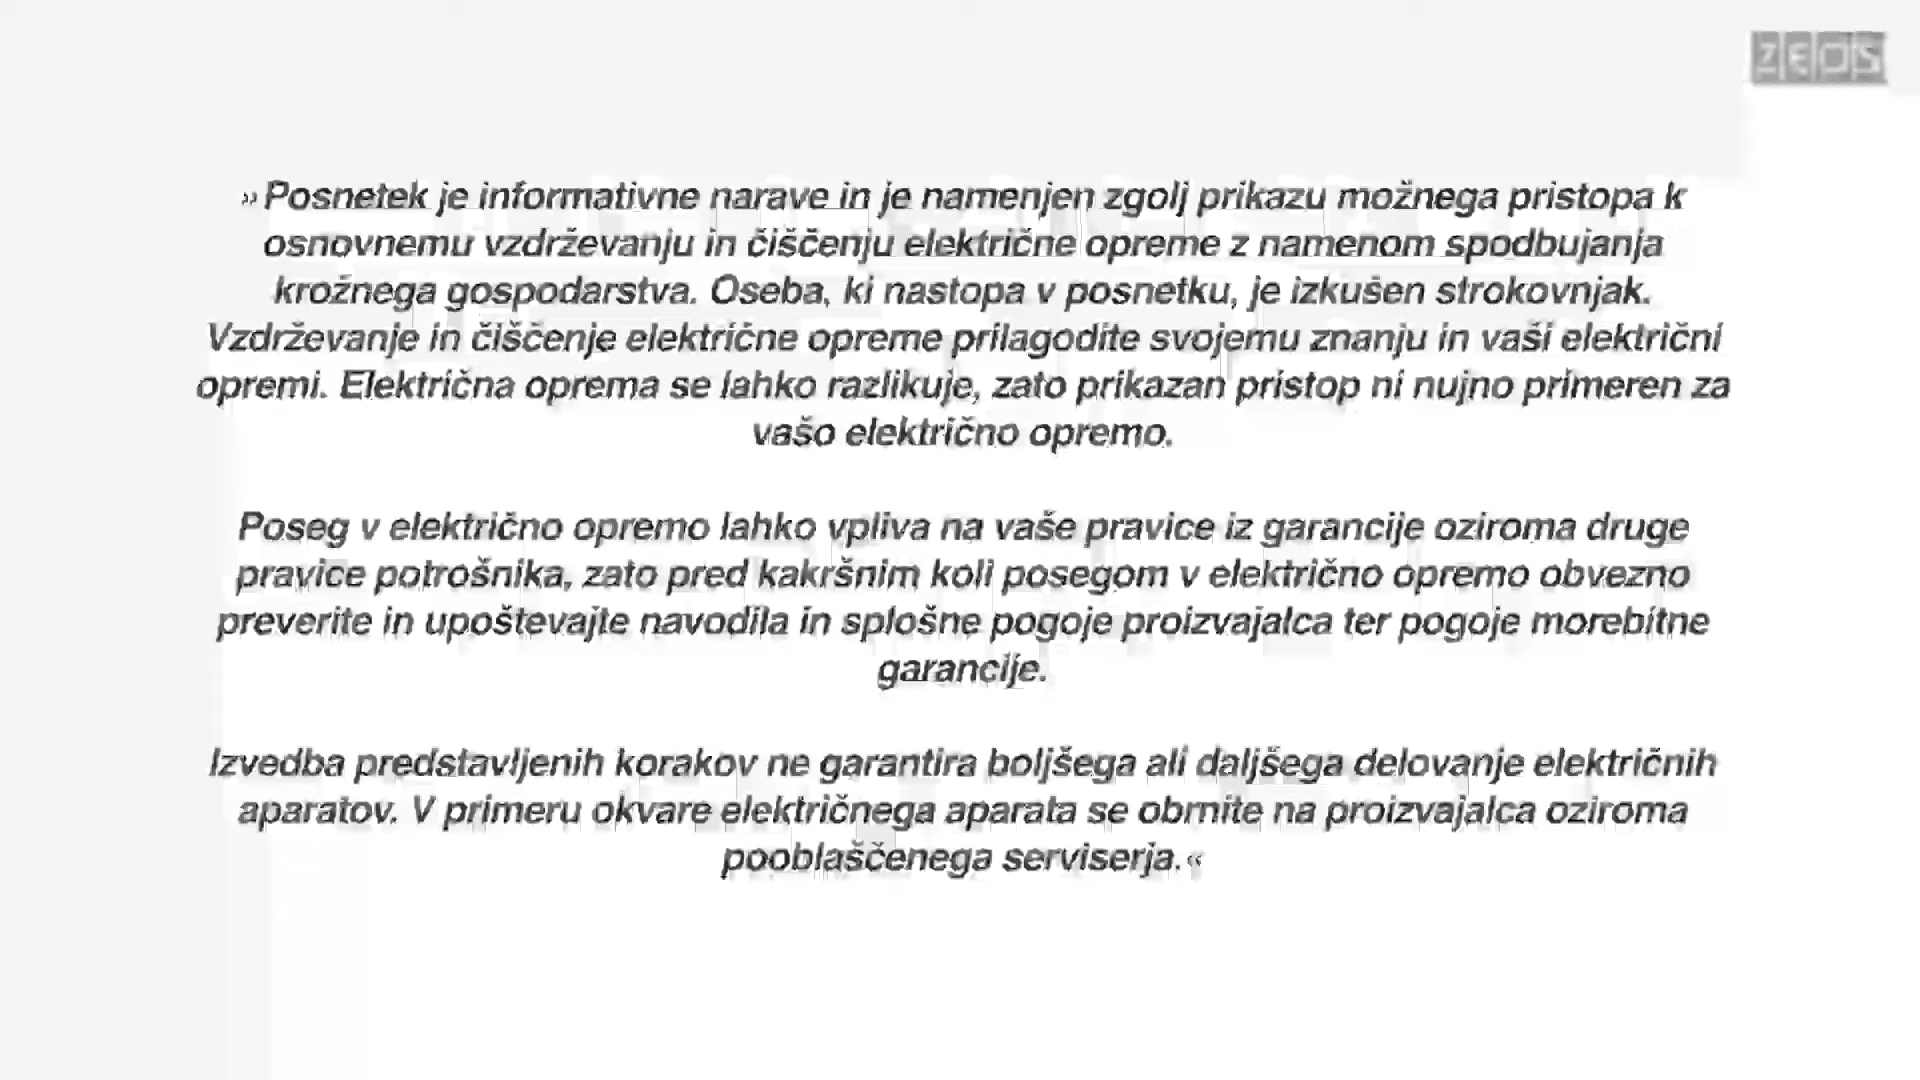 ZEOS
»Posnetek je informativne narave in je namenjen zgolj prikazu možnega pristopa k
osnovnemu vzdrževanju in čiščenju električne opreme z namenom spodbujanja
krožnega gospodarstva. Oseba, ki nastopa v posnetku, je izkušen strokovnjak.
Vzdrževanje in čiščenje električne opreme prilagodite svojemu znanju in vaši električni
opremi. Električna oprema se lahko razlikuje, zato prikazan pristop ni nujno primeren za
vašo električno opremo.
Poseg v električno opremo lahko vpliva na vaše pravice iz garancije oziroma druge
pravice potrošnika, zato pred kakršnim koli posegom v električno opremo obvezno
preverite in upoštevajte navodila in splošne pogoje proizvajalca ter pogoje morebitne
garancije.
Izvedba predstavljenih korakov ne garantira boljšega ali daljšega delovanje električnih
aparatov. V primeru okvare električnega aparata se obrnite na proizvajalca oziroma
pooblaščenega serviserja.«